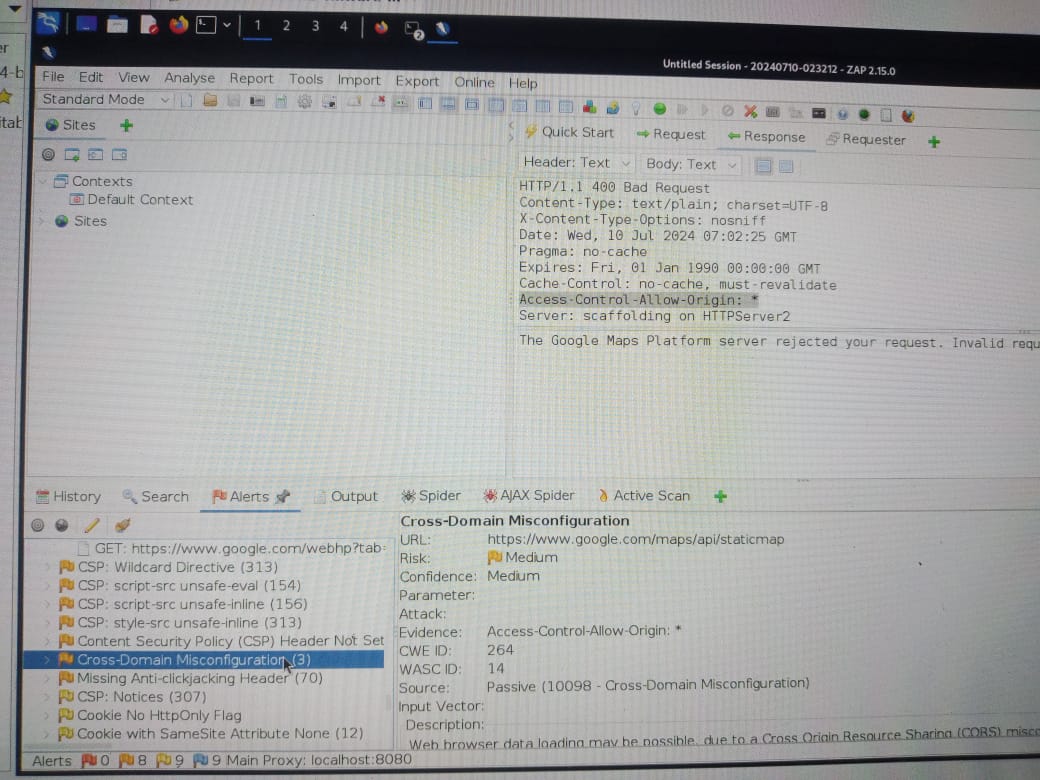 1 2 3 4
2
Untitled Session - 20240710-023212 - ZAP 2.15.0
File Edit View Analyse Report Tools Import Export Online Help
Standard Mode
Sites
Quick Start Request Response Requester
Header: Text Body: Text
Contexts
Default Context
Sites
HTTP/1.1 400 Bad Request
Content-Type: text/plain; charset=UTF-8
X-Content-Type-Options: nosniff
Date: Wed, 10 Jul 2024 07:02:25 GMT
Pragma: no-cache
Expires: Fri, 01 Jan 1990 00:00:00 GMT
Cache-Control: no-cache, must-revalidate
Access-Control-Allow-Origin: *
Server: scaffolding on HTTPServer2
The Google Maps Platform server rejected your request. Invalid requ
History Search Alerts Output Spider AJAX Spider Active Scan
GET: https://www.google.com/webhp?tab=
CSP: Wildcard Directive (313)
CSP: script-src unsafe-eval (154)
CSP: script-src unsafe-inline (156)
CSP: style-src unsafe-inline (313)
Content Security Policy (CSP) Header Not Set
Cross-Domain Misconfiguration (3)
Missing Anti-clickjacking Header (70)
CSP: Notices (307)
Cookie No HttpOnly Flag
Cookie with SameSite Attribute None (12)
Cross-Domain Misconfiguration
URL: https://www.google.com/maps/api/staticmap
Risk: Medium
Confidence: Medium
Parameter:
Attack:
Evidence: Access-Control-Allow-Origin: *
CWE ID: 264
WASC ID: 14
Source: Passive (10098 - Cross-Domain Misconfiguration)
Input Vector:
Description:
Web browser data loading may be possible, due to a Cross Origin Resource Sharing (CORS) misco
Alerts 0 8 9 9 Main Proxy: localhost:8080